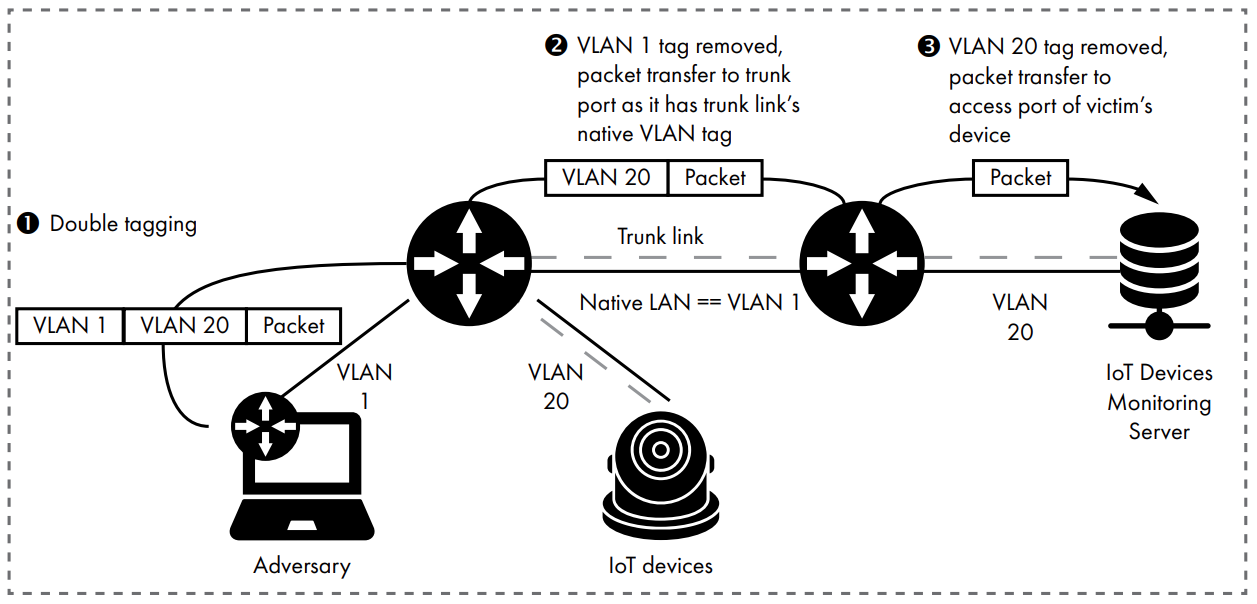 ❷ VLAN 1 tag removed,
packet transfer to trunk
port as it has trunk link’s
native VLAN tag
❸ VLAN 20 tag removed,
packet transfer to
access port of victim’s
device
VLAN 20 Packet
Packet
❶ Double tagging
Trunk link
VLAN 1 VLAN 20 Packet
Native LAN == VLAN 1
VLAN
20
VLAN
1
VLAN
20
IoT Devices
Monitoring
Server
Adversary
IoT devices